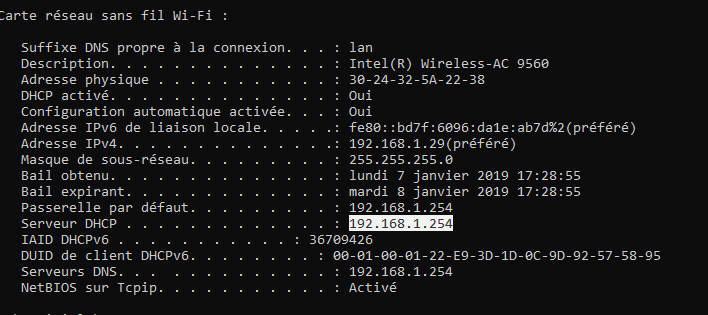 Carte réseau sans fil Wi-Fi :
Suffixe DNS propre à la connexion. . . : lan
Description. . . . . . . . . . . . . . : Intel(R) Wireless-AC 9560
Adresse physique . . . . . . . . . . . : 30-24-32-5A-22-38
DHCP activé. . . . . . . . . . . . . . : Oui
Configuration automatique activée. . . : Oui
Adresse IPv6 de liaison locale. . . . .: fe80::bd7f:6096:da1e:ab7d%2(préféré)
Adresse IPv4. . . . . . . . . . . . . .: 192.168.1.29(préféré)
Masque de sous-réseau. . . . . . . . . : 255.255.255.0
Bail obtenu. . . . . . . . . . . . . . : lundi 7 janvier 2019 17:28:55
Bail expirant. . . . . . . . . . . . . : mardi 8 janvier 2019 17:28:55
Passerelle par défaut. . . . . . . . . : 192.168.1.254
Serveur DHCP . . . . . . . . . . . . . : 192.168.1.254
IAID DHCPv6 . . . . . . . . . . . : 36709426
DUID de client DHCPv6. . . . . . . . : 00-01-00-01-22-E9-3D-1D-0C-9D-92-57-58-95
Serveurs DNS. . . . . . . . . . . . . : 192.168.1.254
NetBIOS sur Tcpip. . . . . . . . . . . : Activé